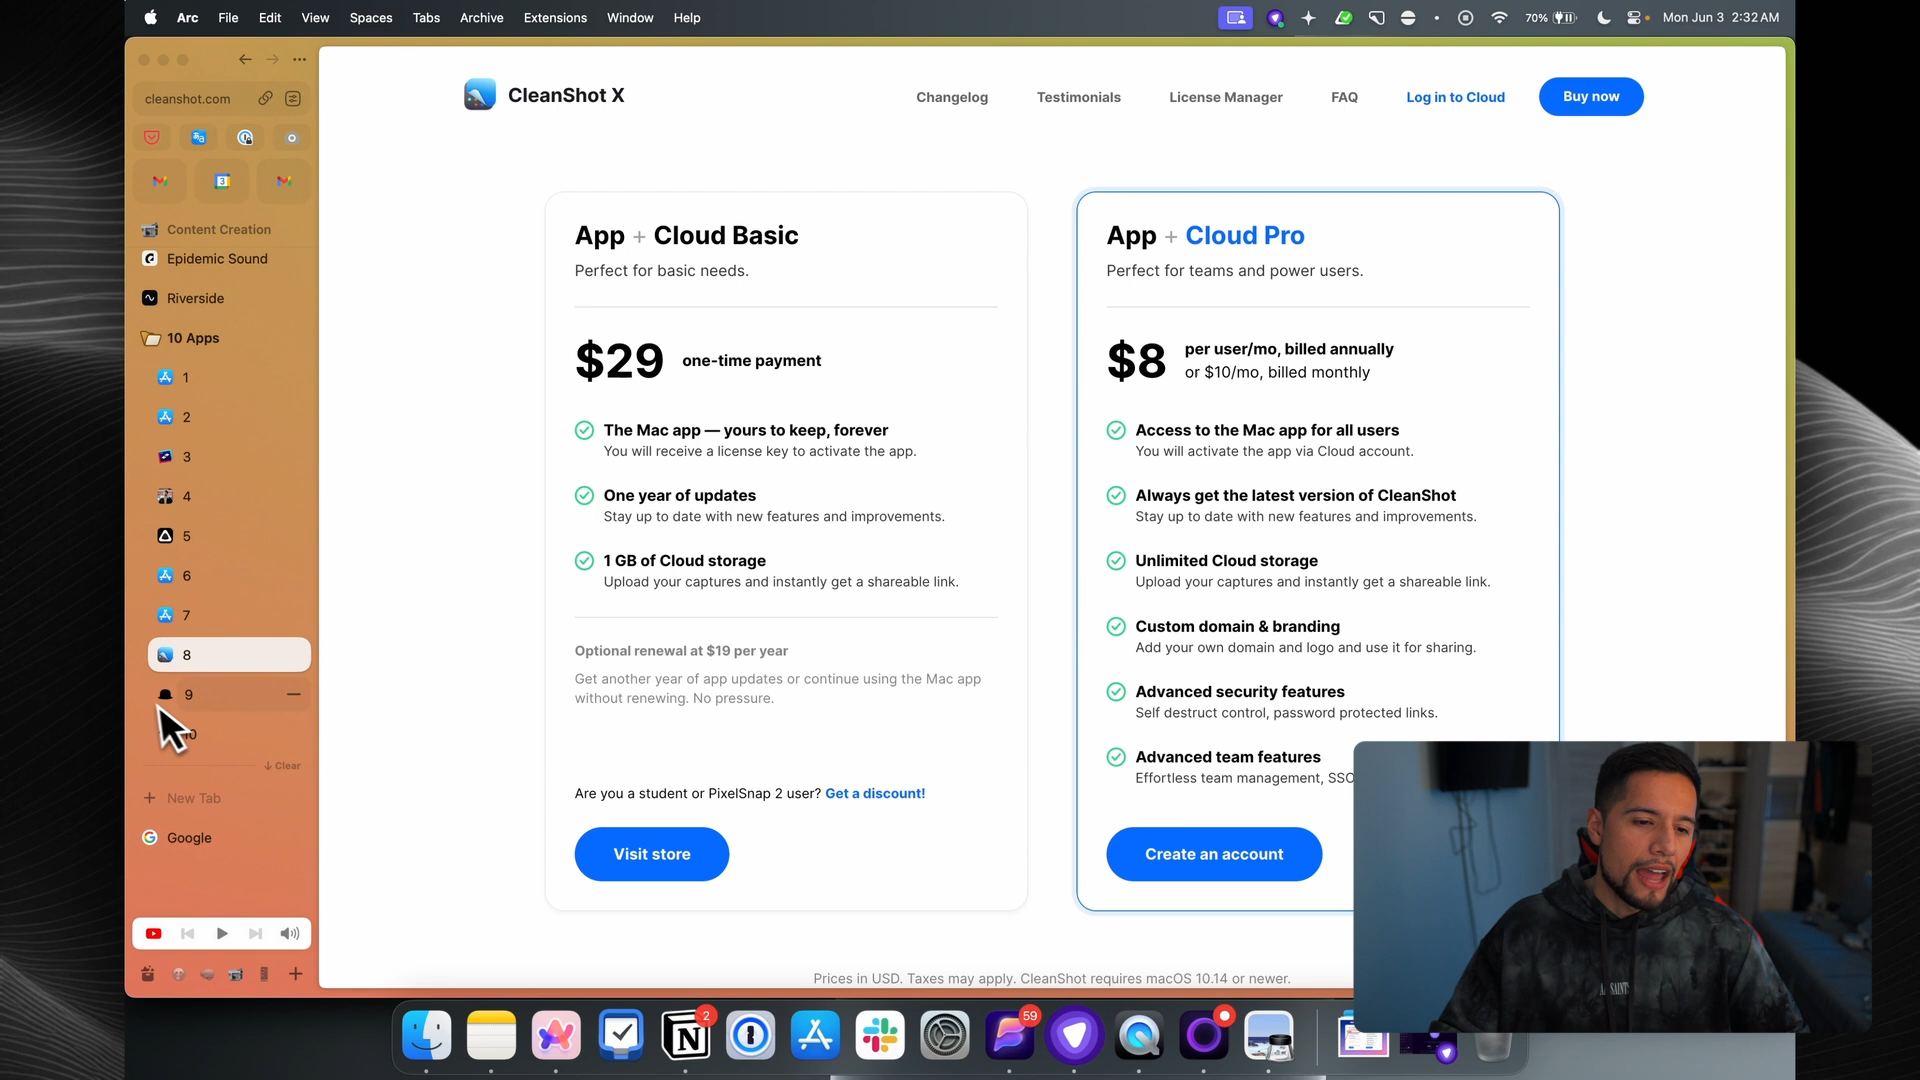 Arc File Edit View Spaces Tabs Archive Extensions Window Help
70% Mon Jun 3 2:32 AM
cleanshot.com
3
Content Creation
Epidemic Sound
Riverside
10 Apps
1
2
3
4
5
6
7
8
9
10
Clear
New Tab
Google
CleanShot X
Changelog Testimonials License Manager FAQ Log in to Cloud Buy now
App + Cloud Basic
Perfect for basic needs.
$29 one-time payment
The Mac app — yours to keep, forever
You will receive a license key to activate the app.
One year of updates
Stay up to date with new features and improvements.
1 GB of Cloud storage
Upload your captures and instantly get a shareable link.
Optional renewal at $19 per year
Get another year of app updates or continue using the Mac app
without renewing. No pressure.
Are you a student or PixelSnap 2 user? Get a discount!
Visit store
App + Cloud Pro
Perfect for teams and power users.
$8 per user/mo, billed annually
or $10/mo, billed monthly
Access to the Mac app for all users
You will activate the app via Cloud account.
Always get the latest version of CleanShot
Stay up to date with new features and improvements.
Unlimited Cloud storage
Upload your captures and instantly get a shareable link.
Custom domain & branding
Add your own domain and logo and use it for sharing.
Advanced security features
Self destruct control, password protected links.
Advanced team features
Effortless team management, SSO
Create an account
Prices in USD. Taxes may apply. CleanShot requires macOS 10.14 or newer.
2
59